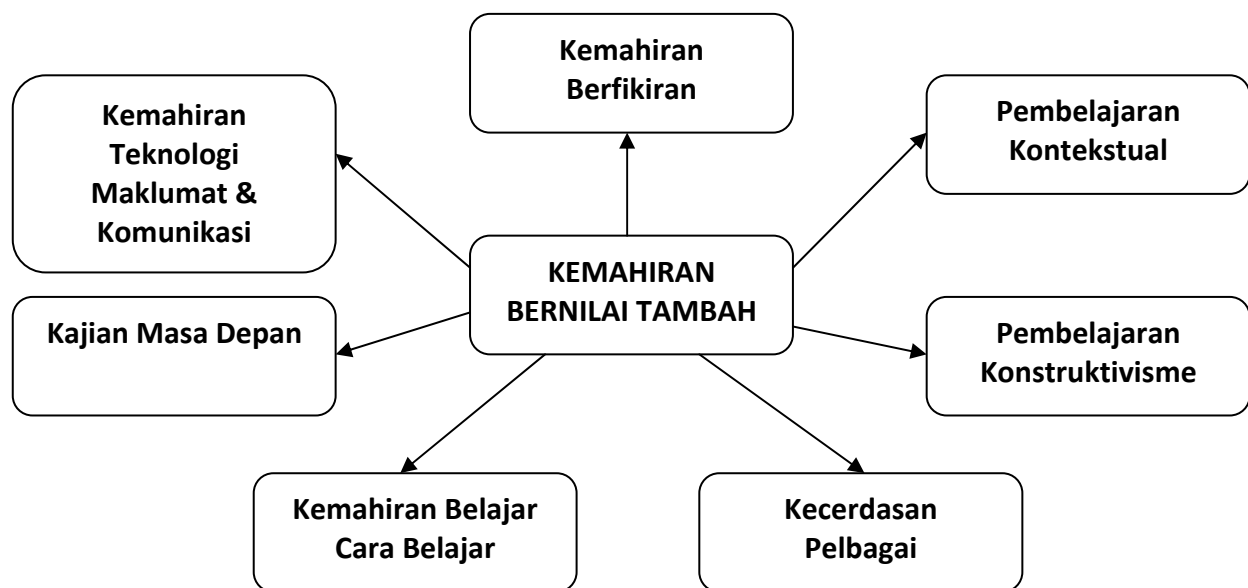 Kemahiran
Berfikiran
Kemahiran
Teknologi
Maklumat &
Komunikasi
Pembelajaran
Kontekstual
KEMAHIRAN
BERNILAI TAMBAH
Kajian Masa Depan
Pembelajaran
Konstruktivisme
Kemahiran Belajar
Cara Belajar
Kecerdasan
Pelbagai